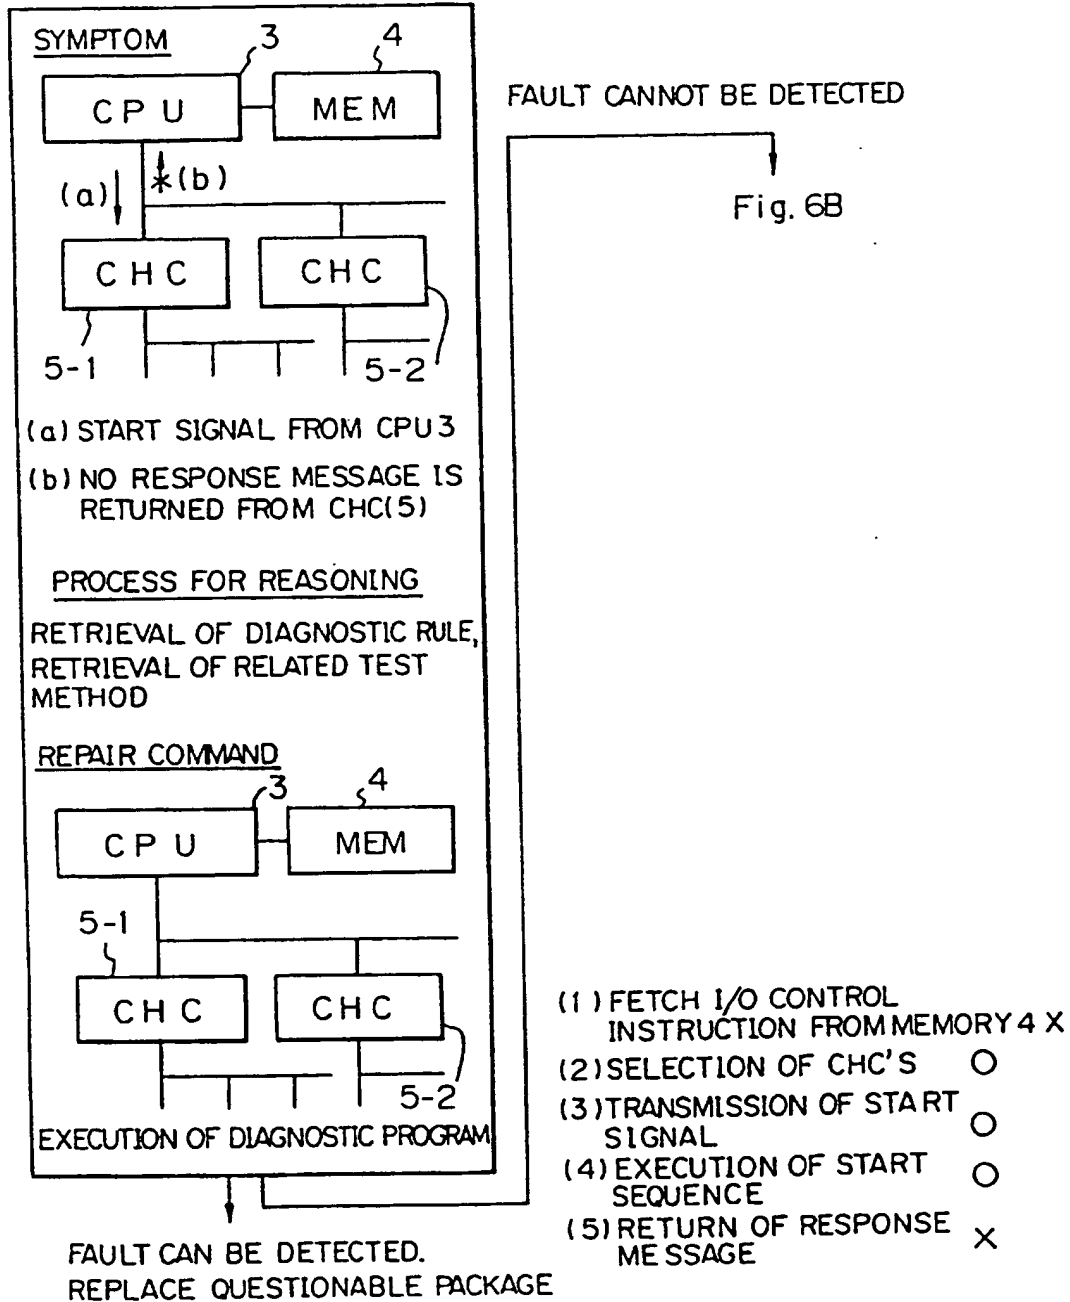 SYMPTOM
3
4
CPU
MEM
(a)
(b)
CHC
CHC
5-1
5-2
(a) START SIGNAL FROM CPU 3
(b) NO RESPONSE MESSAGE IS
RETURNED FROM CHC(5)
PROCESS FOR REASONING
RETRIEVAL OF DIAGNOSTIC RULE,
RETRIEVAL OF RELATED TEST
METHOD
REPAIR COMMAND
3
4
CPU
MEM
5-1
CHC
CHC
5-2
EXECUTION OF DIAGNOSTIC PROGRAM
FAULT CAN BE DETECTED.
REPLACE QUESTIONABLE PACKAGE
FAULT CANNOT BE DETECTED
Fig. 6B
(1) FETCH I/O CONTROL
INSTRUCTION FROM MEMORY 4 X
(2) SELECTION OF CHC'S O
(3) TRANSMISSION OF START
SIGNAL O
(4) EXECUTION OF START
SEQUENCE O
(5) RETURN OF RESPONSE
MESSAGE X